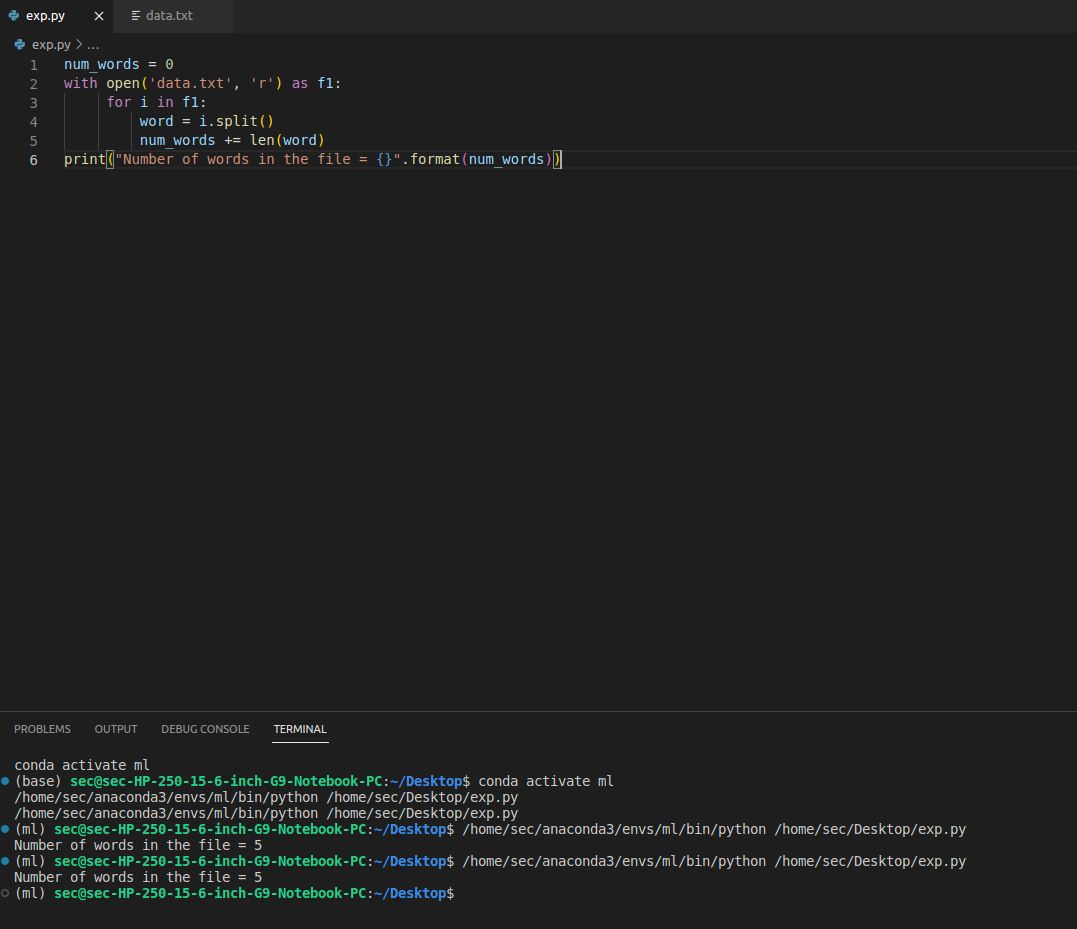 exp.py data.txt
exp.py > ...
1 num_words = 0
2 with open('data.txt', 'r') as f1:
3 for i in f1:
4 word = i.split()
5 num_words += len(word)
6 print("Number of words in the file = {}".format(num_words))
PROBLEMS OUTPUT DEBUG CONSOLE TERMINAL
conda activate ml
(base) sec@sec-HP-250-15-6-inch-G9-Notebook-PC:~/Desktop$ conda activate ml
/home/sec/anaconda3/envs/ml/bin/python /home/sec/Desktop/exp.py
/home/sec/anaconda3/envs/ml/bin/python /home/sec/Desktop/exp.py
(ml) sec@sec-HP-250-15-6-inch-G9-Notebook-PC:~/Desktop$ /home/sec/anaconda3/envs/ml/bin/python /home/sec/Desktop/exp.py
Number of words in the file = 5
(ml) sec@sec-HP-250-15-6-inch-G9-Notebook-PC:~/Desktop$ /home/sec/anaconda3/envs/ml/bin/python /home/sec/Desktop/exp.py
Number of words in the file = 5
(ml) sec@sec-HP-250-15-6-inch-G9-Notebook-PC:~/Desktop$